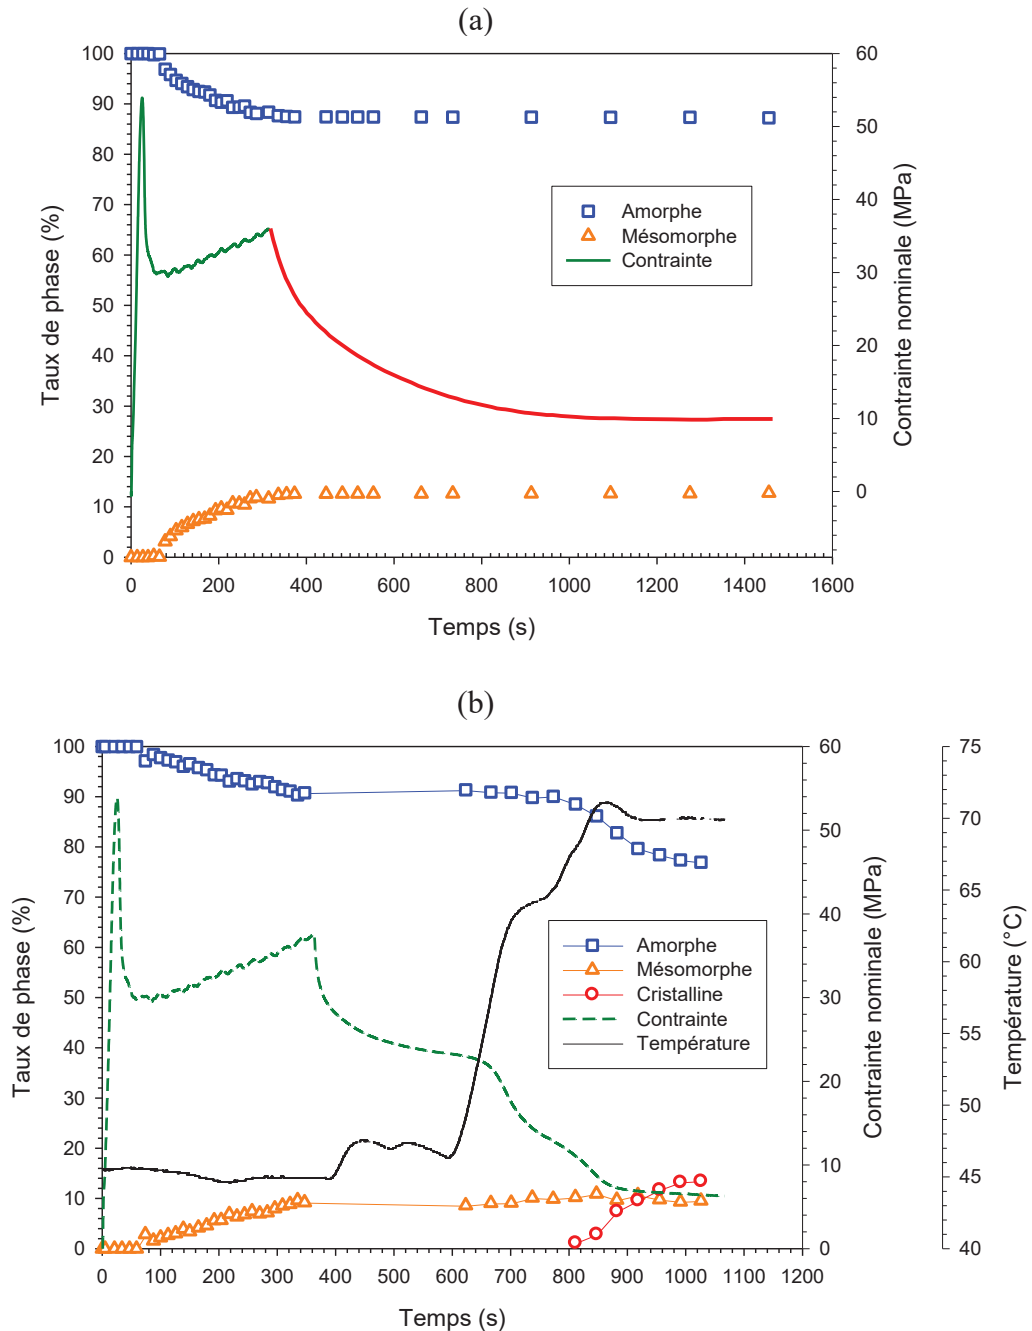 (a)
100
90
80
70
60
50
40
30
20
10
0
Taux de phase (%)
60
50
40
30
20
10
0
Contrainte nominale (MPa)
Amorphe
Mésomorphe
Contrainte
0 200 400 600 800 1000 1200 1400 1600
Temps (s)
(b)
100
90
80
70
60
50
40
30
20
10
0
Taux de phase (%)
60
50
40
30
20
10
0
Contrainte nominale (MPa)
75
70
65
60
55
50
45
40
Température (°C)
Amorphe
Mésomorphe
Cristalline
Contrainte
Température
0 100 200 300 400 500 600 700 800 900 1000 1100 1200
Temps (s)